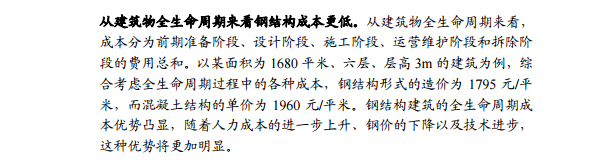 从建筑物全生命周期来看钢结构成本更低。从建筑物全生命周期来看，
成本分为前期准备阶段、设计阶段、施工阶段、运营维护阶段和拆除阶
段的费用总和。以某面积为 1680 平米、六层、层高 3m 的建筑为例，综
合考虑全生命周期过程中的各种成本，钢结构形式的造价为 1795 元/平
米，而混凝土结构的单价为 1960 元/平米。钢结构建筑的全生命周期成
本优势凸显，随着人力成本的进一步上升、钢价的下降以及技术进步，
这种优势将更加明显。